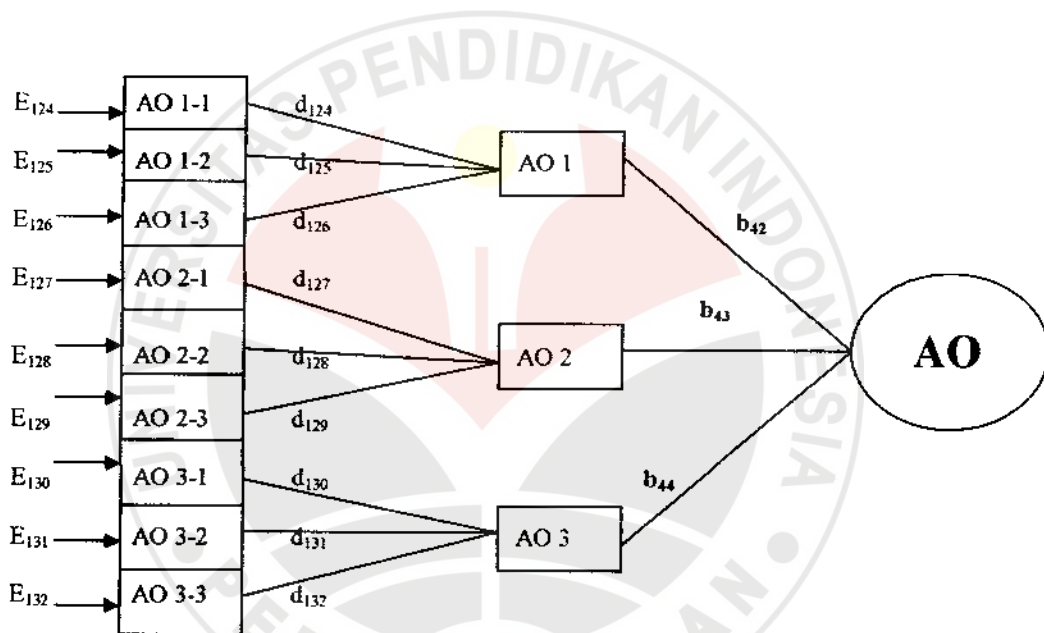 E124 AO 1-1 d124
E125 AO 1-2 d125 AO 1
E126 AO 1-3 d126 b42
E127 AO 2-1 d127
b43
E128 AO 2-2 d128 AO 2 AO
E129 AO 2-3 d129
E130 AO 3-1 d130 b44
E131 AO 3-2 d131 AO 3
E132 AO 3-3 d132
UNIVERSITAS PENDIDIKAN INDONESIA